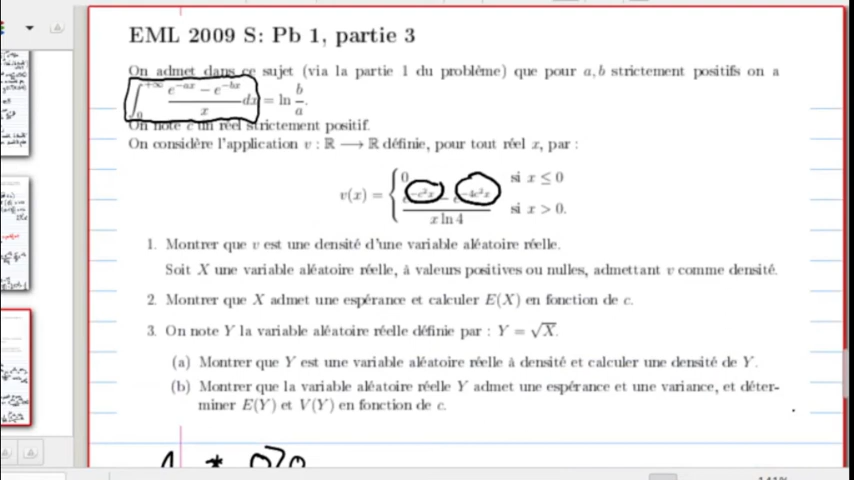 EML 2009 S: Pb 1, partie 3
On admet dans ce sujet (via la partie 1 du problème) que pour a, b strictement positifs on a
∫₀^{+∞} (e^{-ax} − e^{-bx})/x dx = ln b/a.
On note c un réel strictement positif.
On considère l'application v : ℝ ⟶ ℝ définie, pour tout réel x, par :
0 si x ≤ 0
v(x) = { (e^{-c²x} − e^{-4c²x})/(x ln 4) si x > 0.
1. Montrer que v est une densité d'une variable aléatoire réelle.
Soit X une variable aléatoire réelle, à valeurs positives ou nulles, admettant v comme densité.
2. Montrer que X admet une espérance et calculer E(X) en fonction de c.
3. On note Y la variable aléatoire réelle définie par : Y = √X.
(a) Montrer que Y est une variable aléatoire réelle à densité et calculer une densité de Y.
(b) Montrer que la variable aléatoire réelle Y admet une espérance et une variance, et déter-
miner E(Y) et V(Y) en fonction de c.